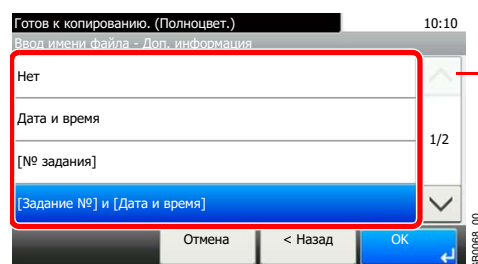 Готов к копированию. (Полноцвет.) 10:10
Ввод имени файла - Доп. информация
Нет
Дата и время
1/2
[№ задания]
[Задание №] и [Дата и время]
Отмена < Назад OK